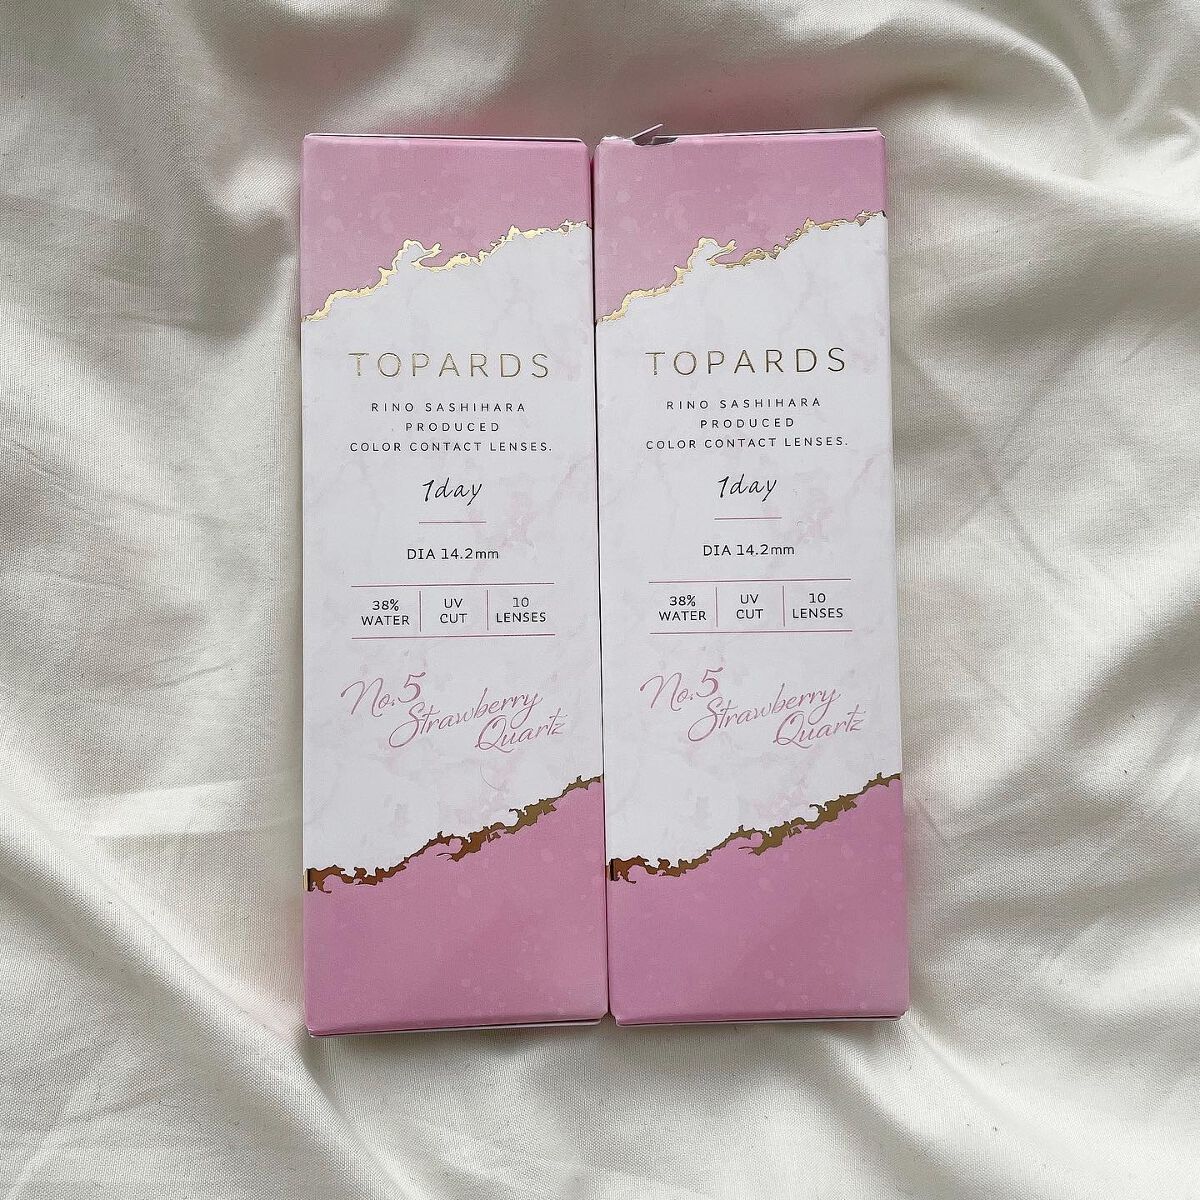 TOPARDS
RINO SASHIHARA
PRODUCED
COLOR CONTACT LENSES.
1day
DIA 14.2mm
38%
WATER
UV
CUT
10
LENSES
No.5
Strawberry
Quartz
TOPARDS
RINO SASHIHARA
PRODUCED
COLOR CONTACT LENSES.
1day
DIA 14.2mm
38%
WATER
UV
CUT
10
LENSES
No.5
Strawberry
Quartz